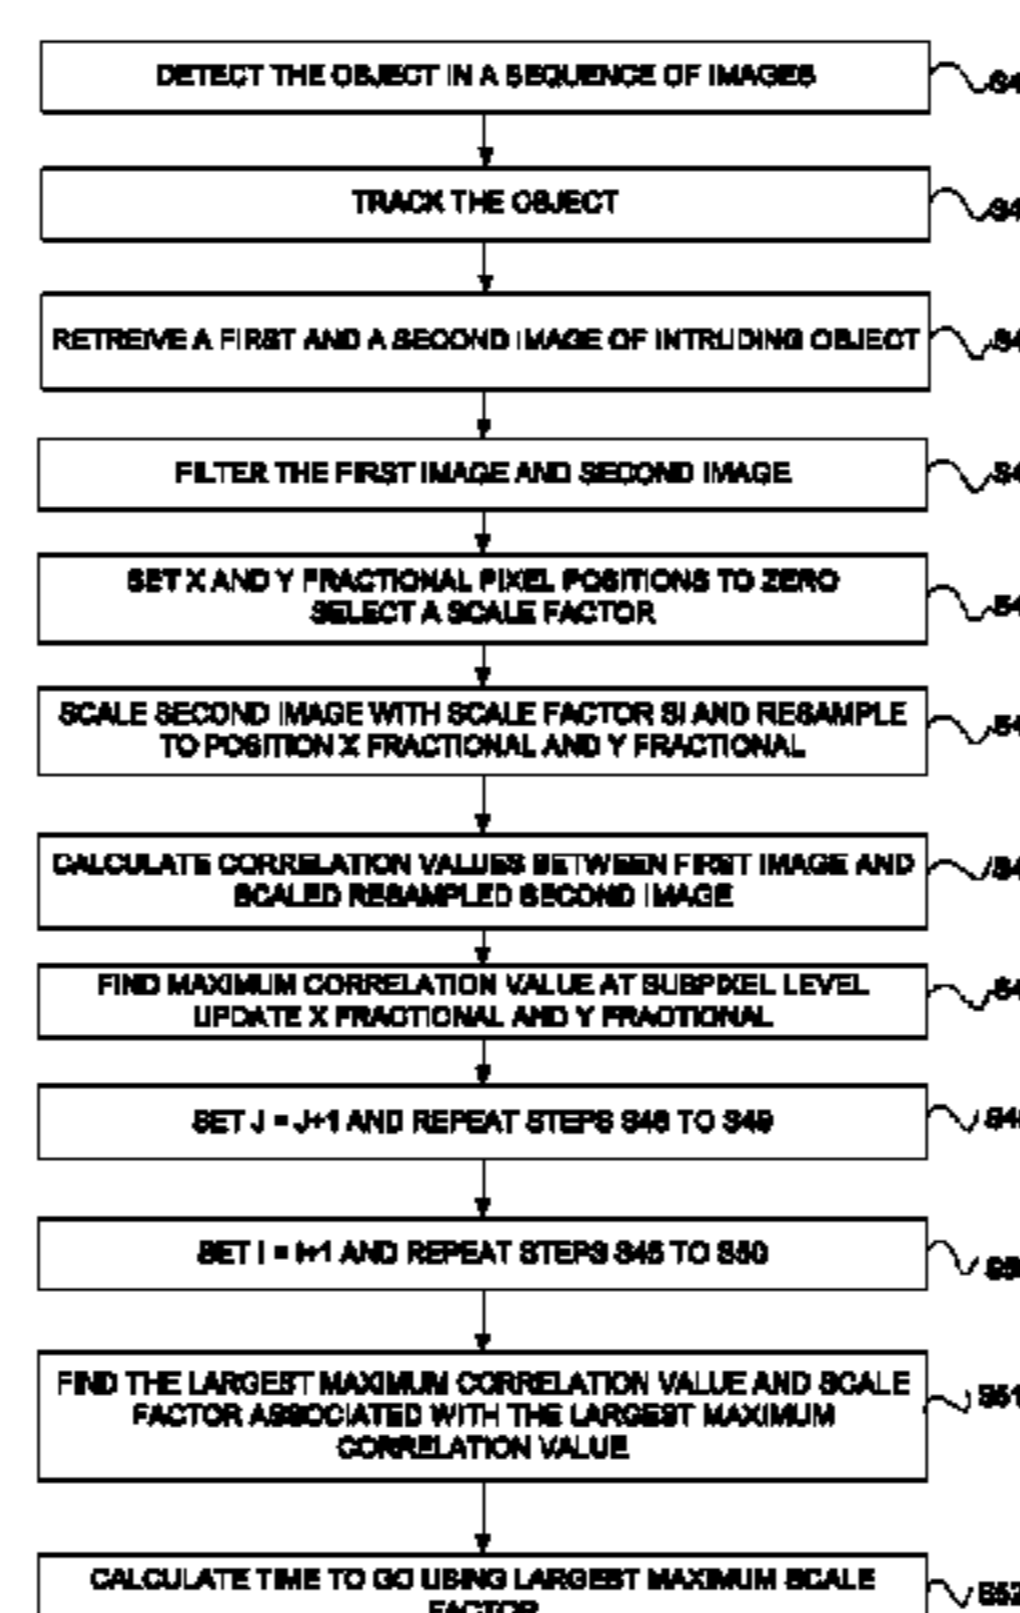 DETECT THE OBJECT IN A SEQUENCE OF IMAGES
TRACK THE OBJECT
RETREIVE A FIRST AND A SECOND IMAGE OF INTRUDING OBJECT
FILTER THE FIRST IMAGE AND SECOND IMAGE
SET X AND Y FRACTIONAL PIXEL POSITIONS TO ZERO
SELECT A SCALE FACTOR
SCALE SECOND IMAGE WITH SCALE FACTOR SI AND RESAMPLE
TO POSITION X FRACTIONAL AND Y FRACTIONAL
CALCULATE CORRELATION VALUES BETWEEN FIRST IMAGE AND
SCALED RESAMPLED SECOND IMAGE
FIND MAXIMUM CORRELATION VALUE AT SUBPIXEL LEVEL
UPDATE X FRACTIONAL AND Y FRACTIONAL
SET J = J+1 AND REPEAT STEPS S46 TO S49
SET I = I+1 AND REPEAT STEPS S45 TO S50
FIND THE LARGEST MAXIMUM CORRELATION VALUE AND SCALE
FACTOR ASSOCIATED WITH THE LARGEST MAXIMUM
CORRELATION VALUE
S51
CALCULATE TIME TO GO USING LARGEST MAXIMUM SCALE
FACTOR
S52